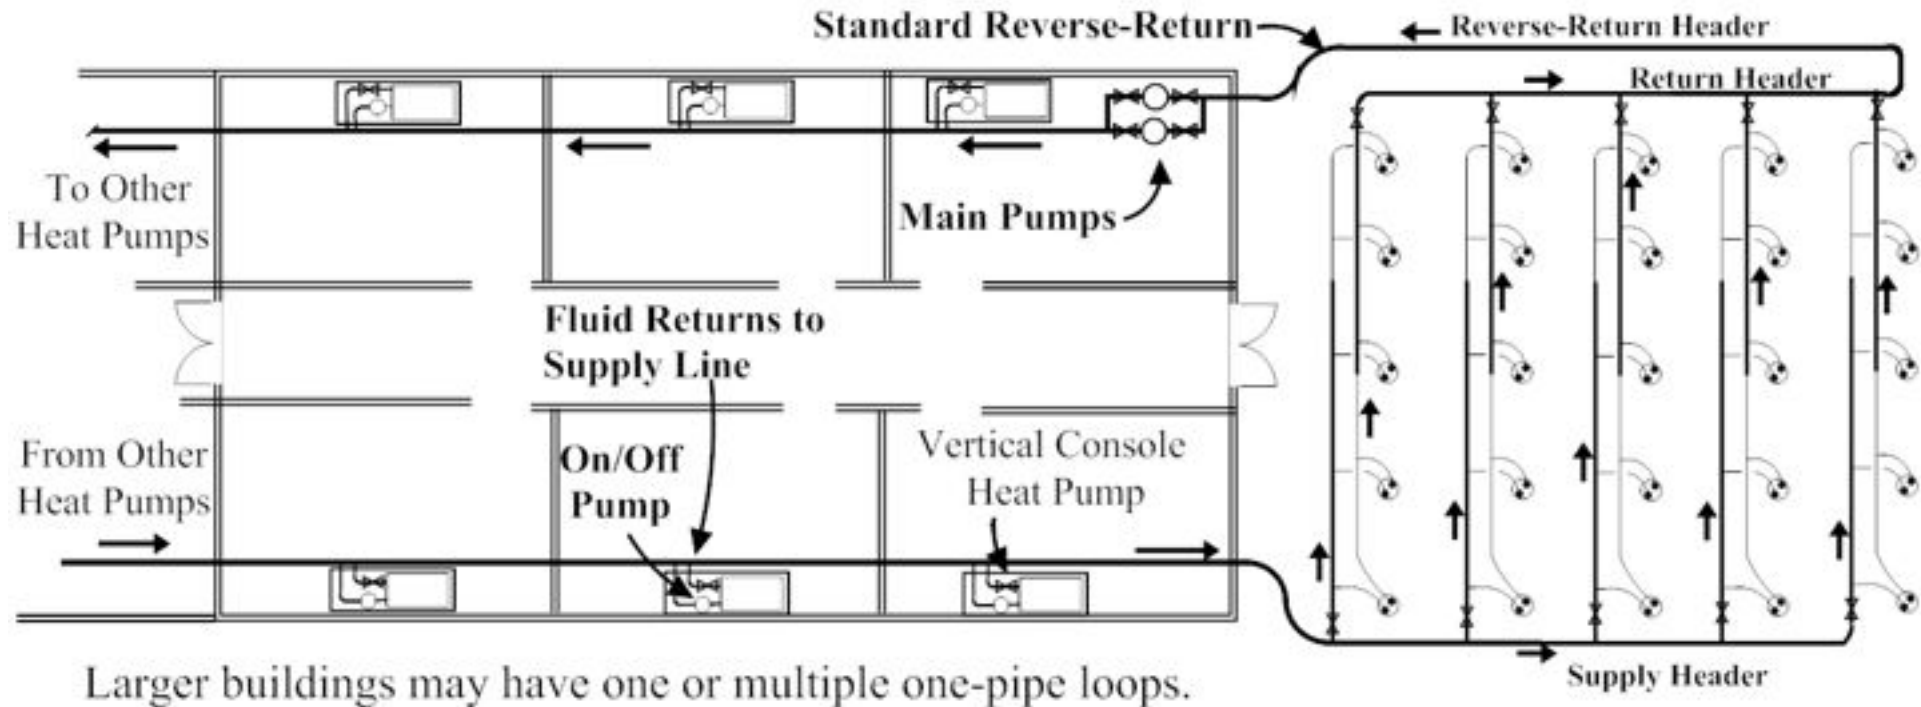 Standard Reverse-Return
Reverse-Return Header
Return Header
To Other
Heat Pumps
Main Pumps
Fluid Returns to
Supply Line
From Other
Heat Pumps
On/Off
Pump
Vertical Console
Heat Pump
Supply Header
Larger buildings may have one or multiple one-pipe loops.